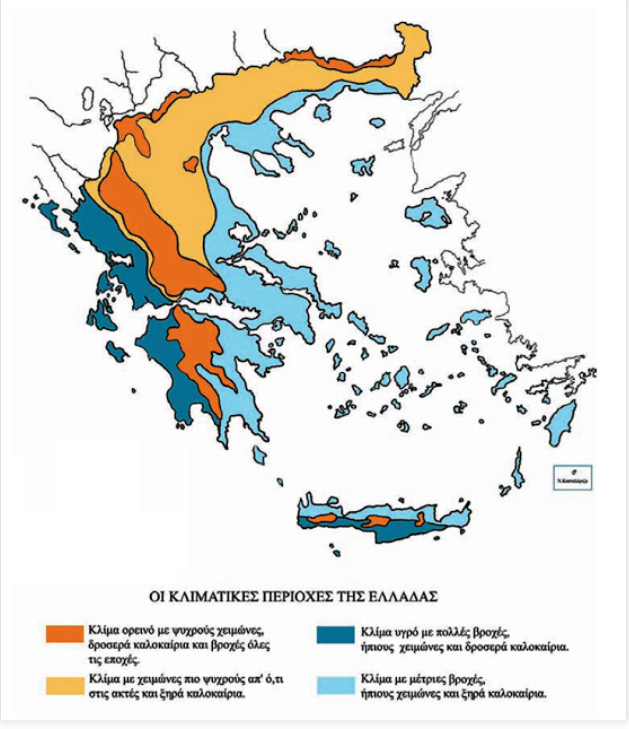 ΟΙ ΚΛΙΜΑΤΙΚΕΣ ΠΕΡΙΟΧΕΣ ΤΗΣ ΕΛΛΑΔΑΣ
Κλίμα ορεινό με ψυχρούς χειμώνες,
δροσερά καλοκαίρια και βροχές όλες
τις εποχές.
Κλίμα με χειμώνες πιο ψυχρούς απ' ό,τι
στις ακτές και ξηρά καλοκαίρια.
Κλίμα υγρό με πολλές βροχές,
ήπιους χειμώνες και δροσερά καλοκαίρια.
Κλίμα με μέτριες βροχές,
ήπιους χειμώνες και ξηρά καλοκαίρια.